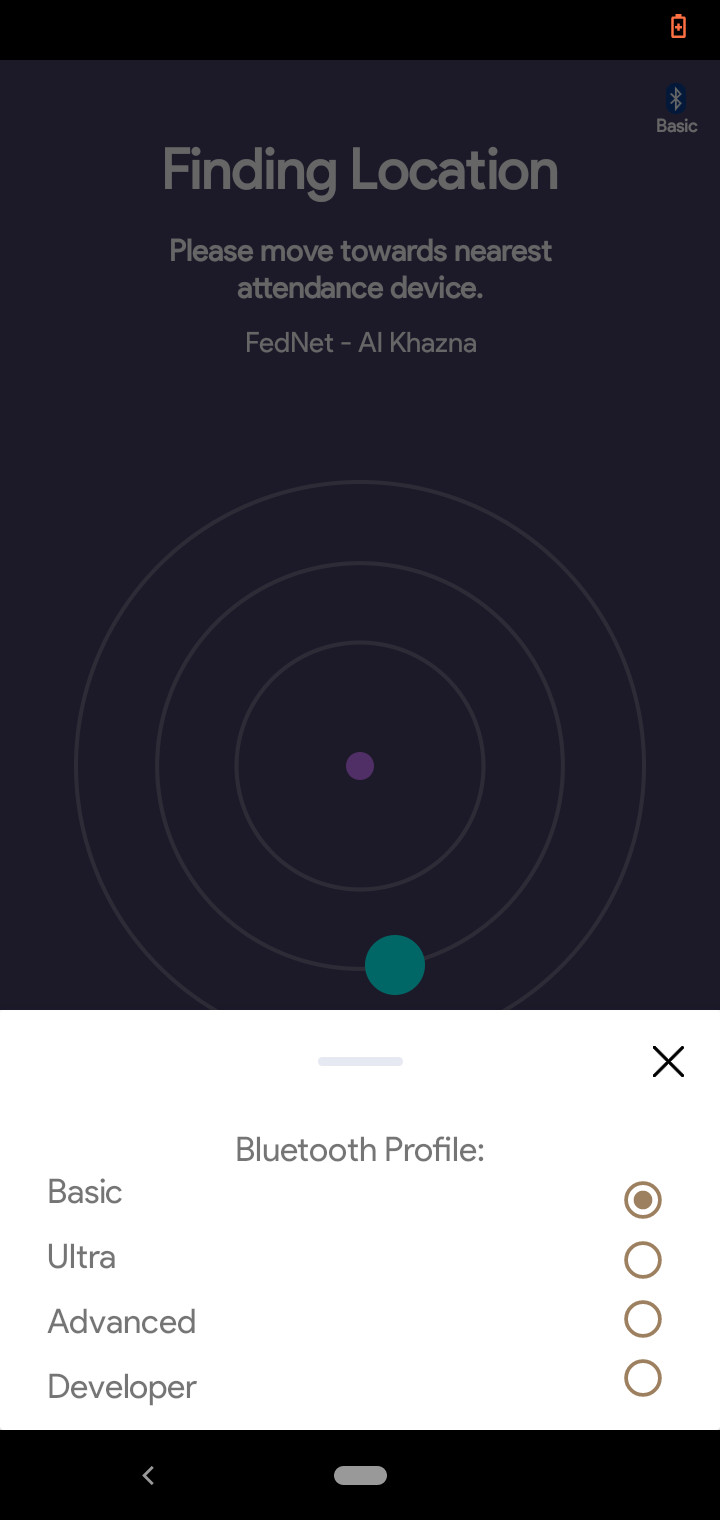 Basic
Finding Location
Please move towards nearest
attendance device.
FedNet - Al Khazna
Bluetooth Profile:
Basic
Ultra
Advanced
Developer